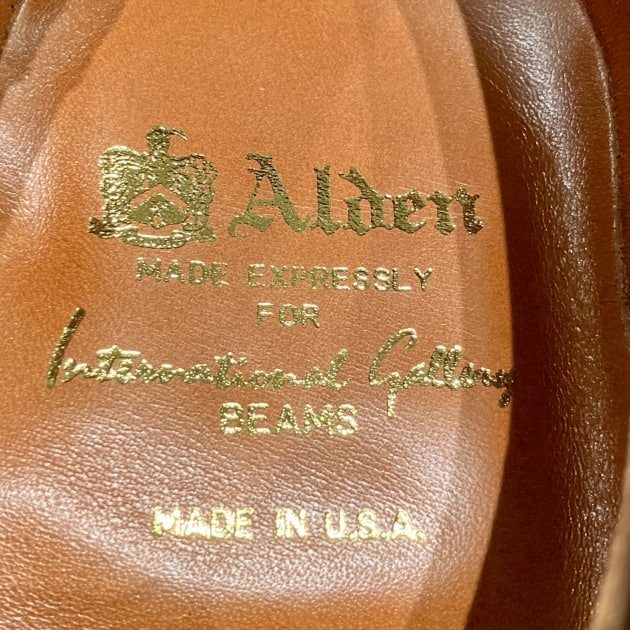 Alden
MADE EXPRESSLY
FOR
International Gallery
BEAMS
MADE IN U.S.A.